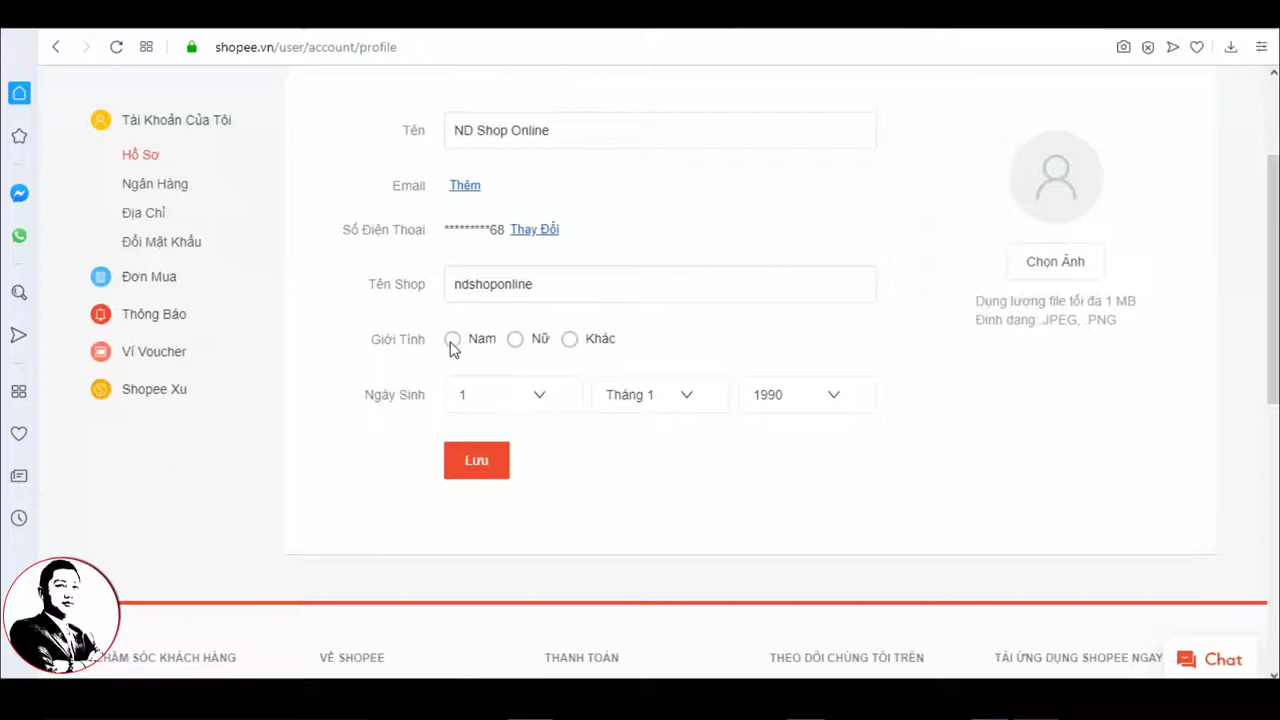 shopee.vn/user/account/profile
Tài Khoản Của Tôi
Hồ Sơ
Ngân Hàng
Địa Chỉ
Đổi Mật Khẩu
Đơn Mua
Thông Báo
Ví Voucher
Shopee Xu
Tên ND Shop Online
Email Thêm
Số Điện Thoại *********68 Thay Đổi
Tên Shop ndshoponline
Giới Tính Nam Nữ Khác
Ngày Sinh 1 Tháng 1 1990
Lưu
Chọn Ảnh
Dụng lượng file tối đa 1 MB
Định dạng: .JPEG, .PNG
CHĂM SÓC KHÁCH HÀNG VỀ SHOPEE THANH TOÁN THEO DÕI CHÚNG TÔI TRÊN TẢI ỨNG DỤNG SHOPEE NGAY
Chat